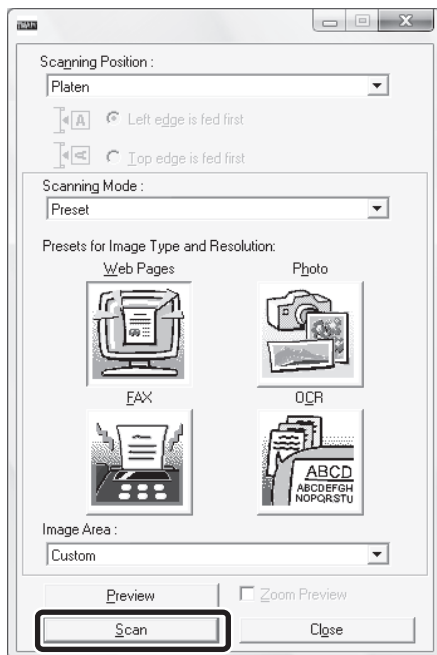 TWAIN
Scanning Position :
Platen
A Left edge is fed first
A Top edge is fed first
Scanning Mode :
Preset
Presets for Image Type and Resolution:
Web Pages Photo
FAX OCR
ABCD
ABCDEFGH
NOPQRSTU
Image Area :
Custom
Preview Zoom Preview
Scan Close